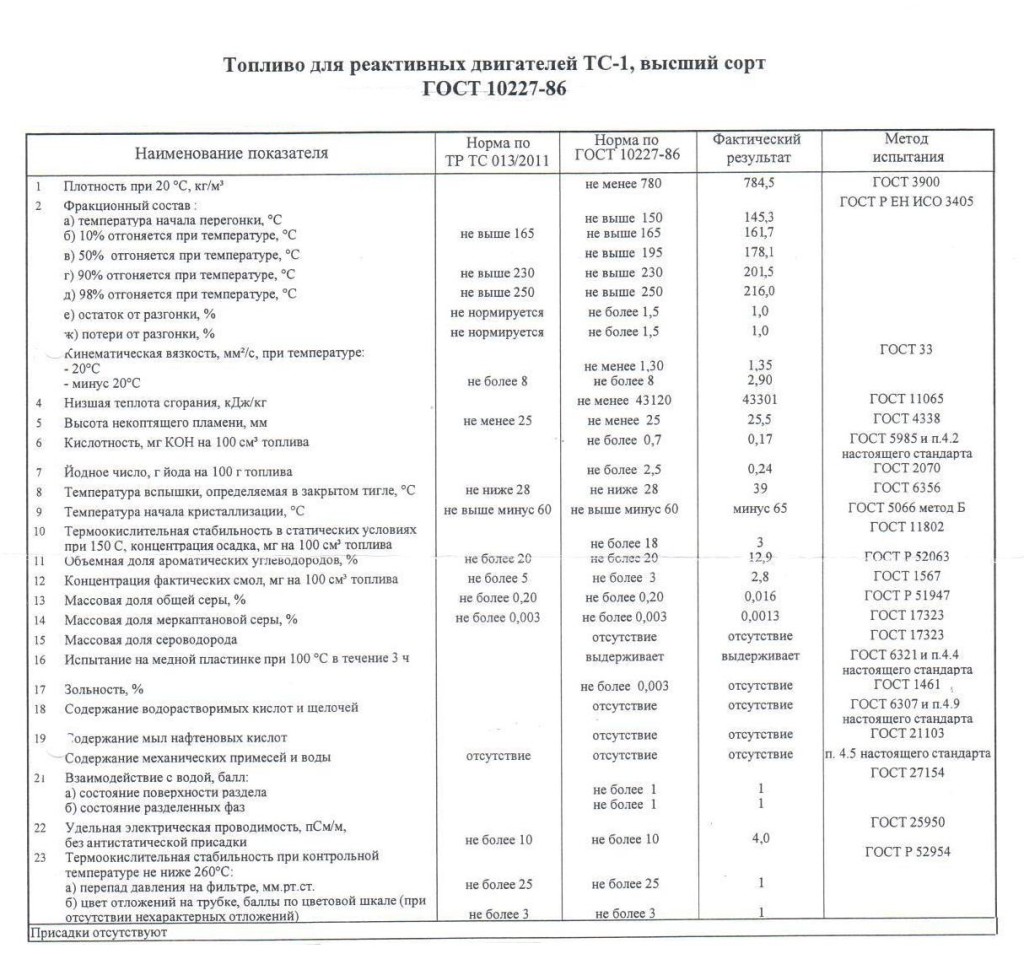 Топливо для реактивных двигателей ТС-1, высший сорт
ГОСТ 10227-86
Наименование показателя Норма по ТР ТС 013/2011 Норма по ГОСТ 10227-86 Фактический результат Метод испытания
1 Плотность при 20 °С, кг/м³ не менее 780 784,5 ГОСТ 3900
2 Фракционный состав : ГОСТ Р ЕН ИСО 3405
а) температура начала перегонки, °С не выше 150 145,3
б) 10% отгоняется при температуре, °С не выше 165 не выше 165 161,7
в) 50% отгоняется при температуре, °С не выше 195 178,1
г) 90% отгоняется при температуре, °С не выше 230 не выше 230 201,5
д) 98% отгоняется при температуре, °С не выше 250 не выше 250 216,0
е) остаток от разгонки, % не нормируется не более 1,5 1,0
ж) потери от разгонки, % не нормируется не более 1,5 1,0
Кинематическая вязкость, мм²/с, при температуре: ГОСТ 33
- 20°С не менее 1,30 1,35
- минус 20°С не более 8 не более 8 2,90
4 Низшая теплота сгорания, кДж/кг не менее 43120 43301 ГОСТ 11065
5 Высота некоптящего пламени, мм не менее 25 не менее 25 25,5 ГОСТ 4338
6 Кислотность, мг КОН на 100 см³ топлива не более 0,7 0,17 ГОСТ 5985 и п.4.2
настоящего стандарта
7 Йодное число, г йода на 100 г топлива не более 2,5 0,24 ГОСТ 2070
8 Температура вспышки, определяемая в закрытом тигле, °С не ниже 28 не ниже 28 39 ГОСТ 6356
9 Температура начала кристаллизации, °С не выше минус 60 не выше минус 60 минус 65 ГОСТ 5066 метод Б
10 Термоокислительная стабильность в статических условиях ГОСТ 11802
при 150 С, концентрация осадка, мг на 100 см³ топлива не более 18 3
11 Объемная доля ароматических углеводородов, % не более 20 не более 20 12,9 ГОСТ Р 52063
12 Концентрация фактических смол, мг на 100 см³ топлива не более 5 не более 3 2,8 ГОСТ 1567
13 Массовая доля общей серы, % не более 0,20 не более 0,20 0,016 ГОСТ Р 51947
14 Массовая доля меркаптановой серы, % не более 0,003 не более 0,003 0,0013 ГОСТ 17323
15 Массовая доля сероводорода отсутствие отсутствие ГОСТ 17323
16 Испытание на медной пластинке при 100 °С в течение 3 ч выдерживает выдерживает ГОСТ 6321 и п.4.4
настоящего стандарта
17 Зольность, % не более 0,003 отсутствие ГОСТ 1461
18 Содержание водорастворимых кислот и щелочей отсутствие отсутствие ГОСТ 6307 и п.4.9
настоящего стандарта
19 Содержание мыл нафтеновых кислот отсутствие отсутствие ГОСТ 21103
Содержание механических примесей и воды отсутствие отсутствие отсутствие п. 4.5 настоящего стандарта
21 Взаимодействие с водой, балл: ГОСТ 27154
а) состояние поверхности раздела не более 1 1
б) состояние разделенных фаз не более 1 1
22 Удельная электрическая проводимость, пСм/м, ГОСТ 25950
без антистатической присадки не более 10 не более 10 4,0
23 Термоокислительная стабильность при контрольной ГОСТ Р 52954
температуре не ниже 260°С:
а) перепад давления на фильтре, мм.рт.ст. не более 25 не более 25 1
б) цвет отложений на трубке, баллы по цветовой шкале (при
отсутствии нехарактерных отложений) не более 3 не более 3 1
Присадки отсутствуют